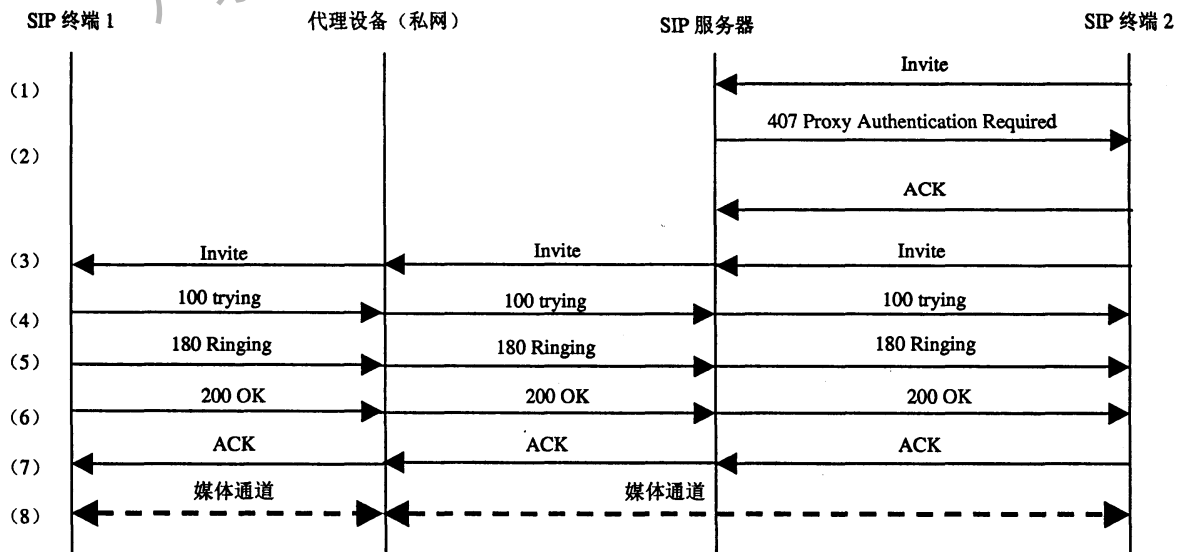 SIP 终端 1 代理设备（私网） SIP 服务器 SIP 终端 2
（1） Invite
407 Proxy Authentication Required
（2）
ACK
（3） Invite Invite Invite
（4） 100 trying 100 trying 100 trying
（5） 180 Ringing 180 Ringing 180 Ringing
（6） 200 OK 200 OK 200 OK
（7） ACK ACK ACK
（8） 媒体通道 媒体通道